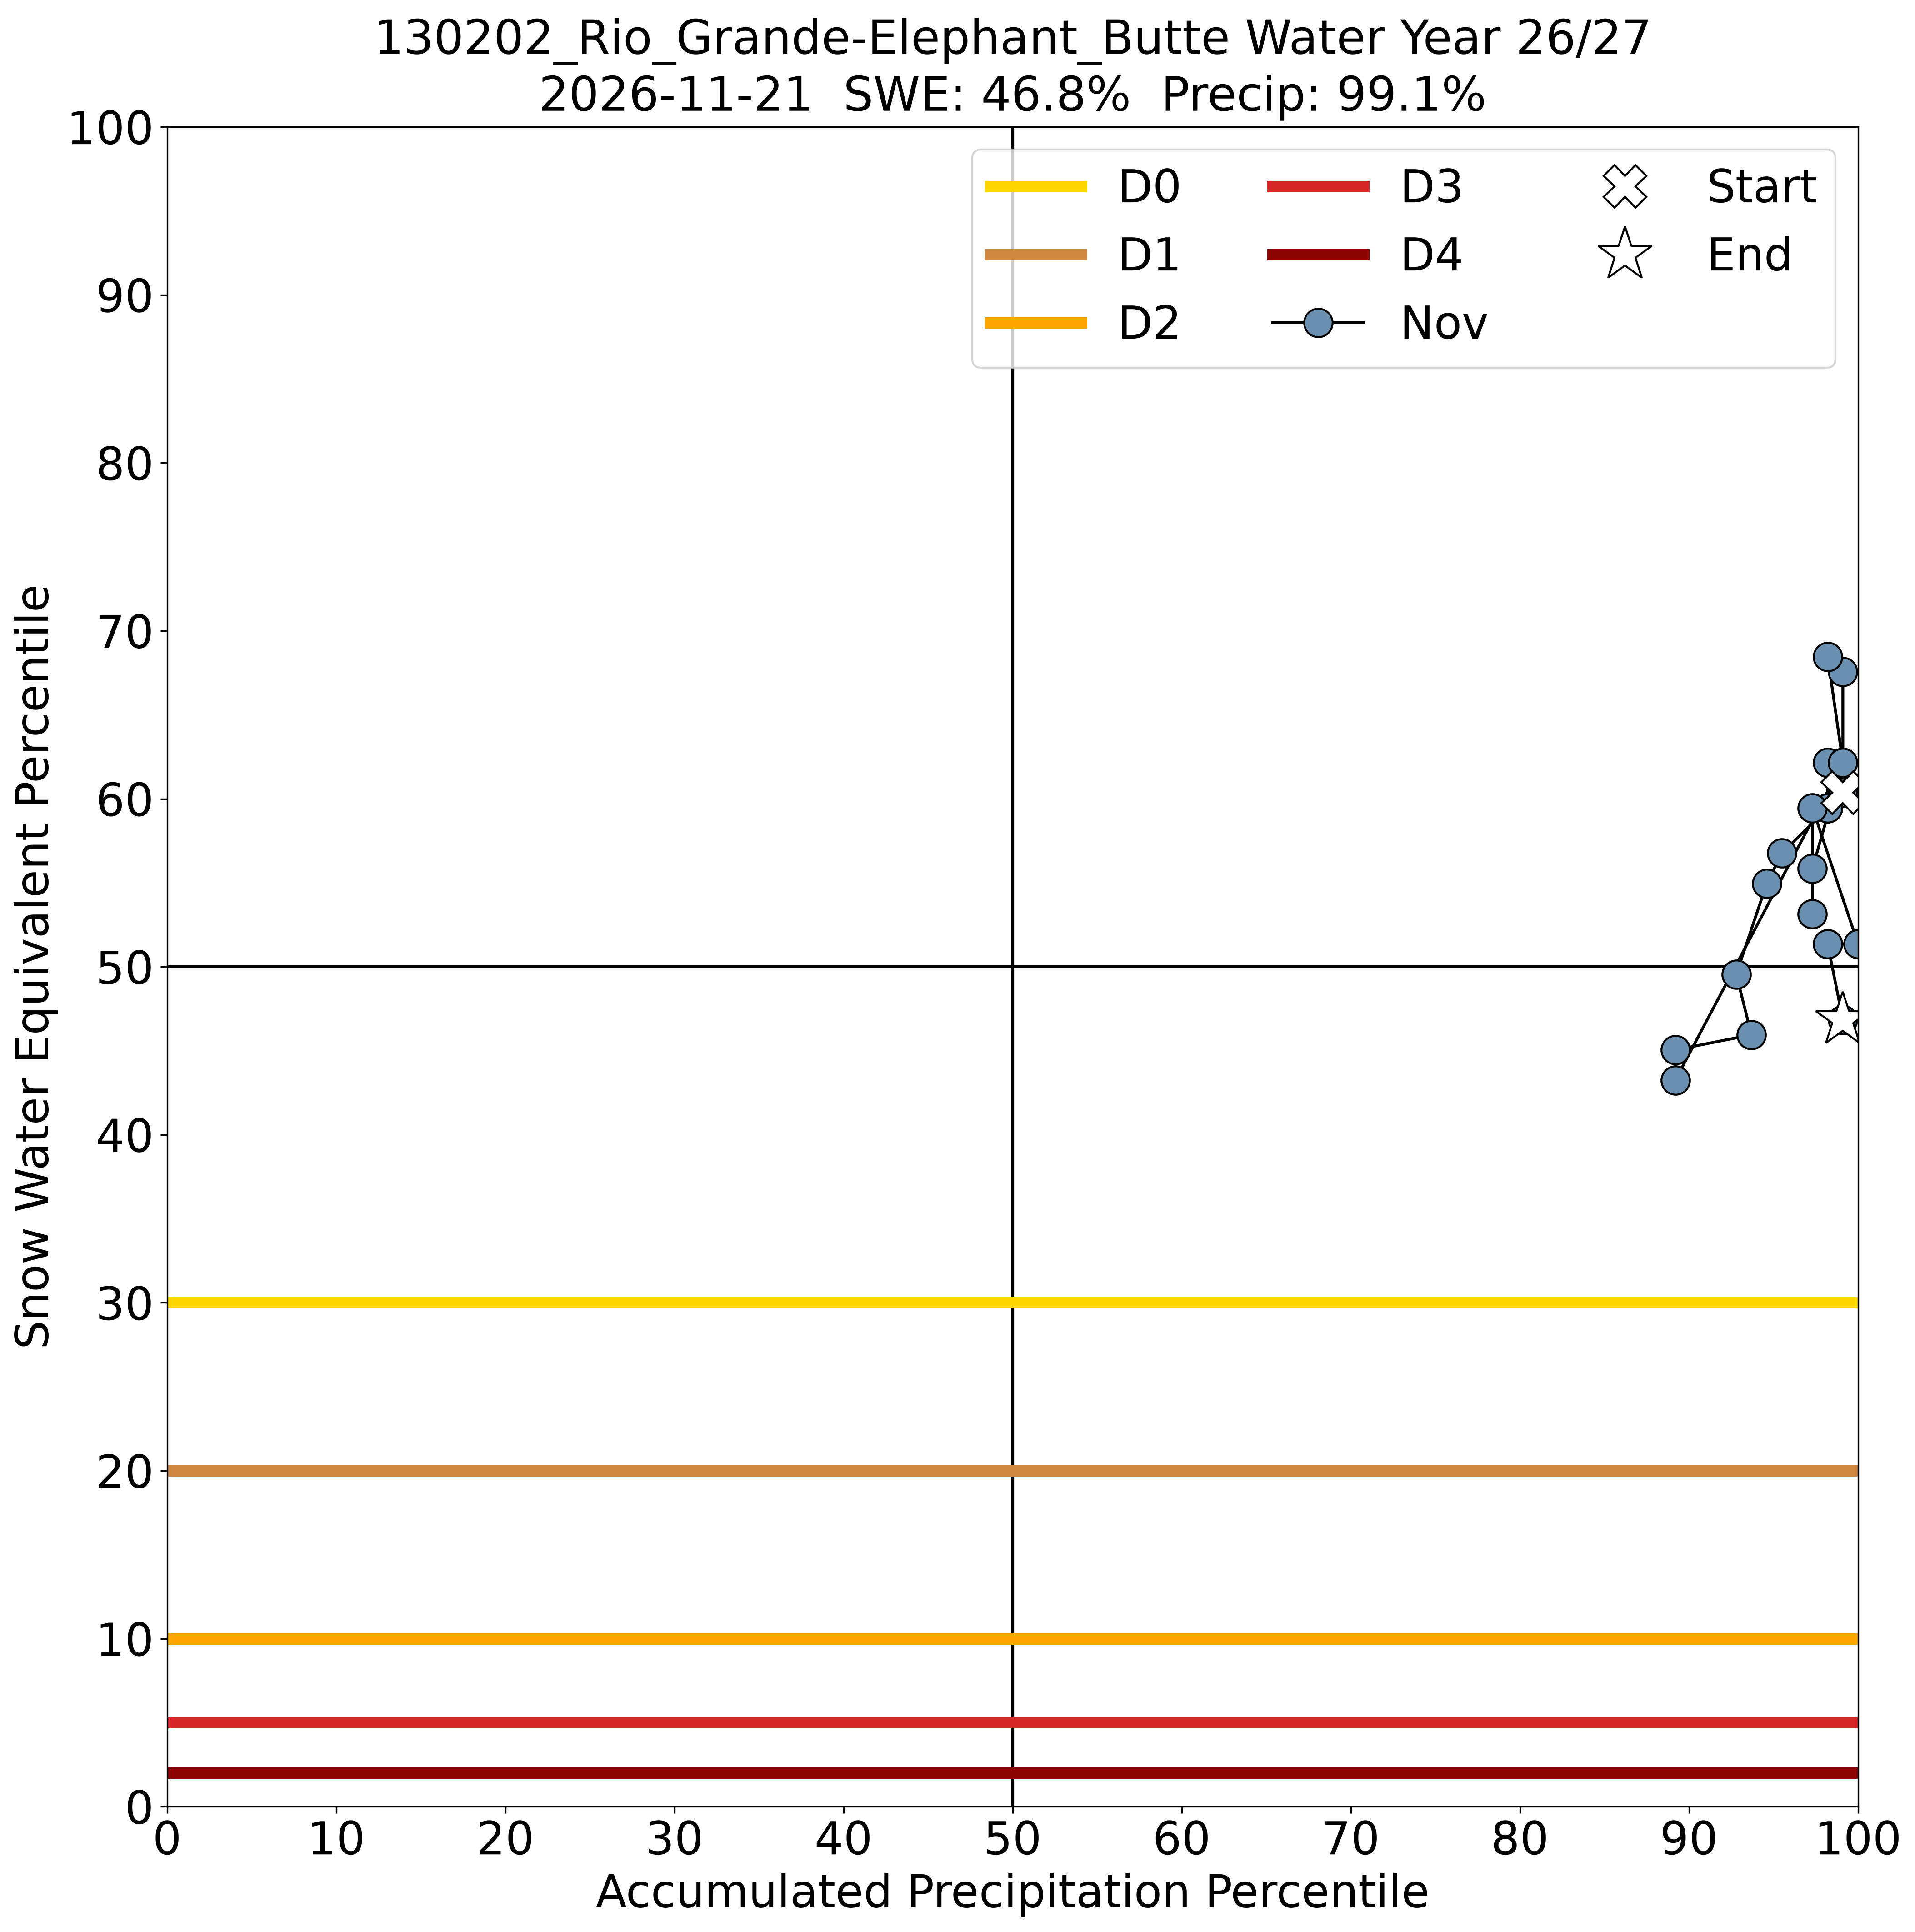 130202_Rio_Grande-Elephant_Butte Water Year 26/27
2026-11-21  SWE: 46.8%  Precip: 99.1%
D0
D1
D2
D3
D4
Nov
Start
End
Snow Water Equivalent Percentile
100
90
80
70
60
50
40
30
20
10
0
0 10 20 30 40 50 60 70 80 90 100
Accumulated Precipitation Percentile